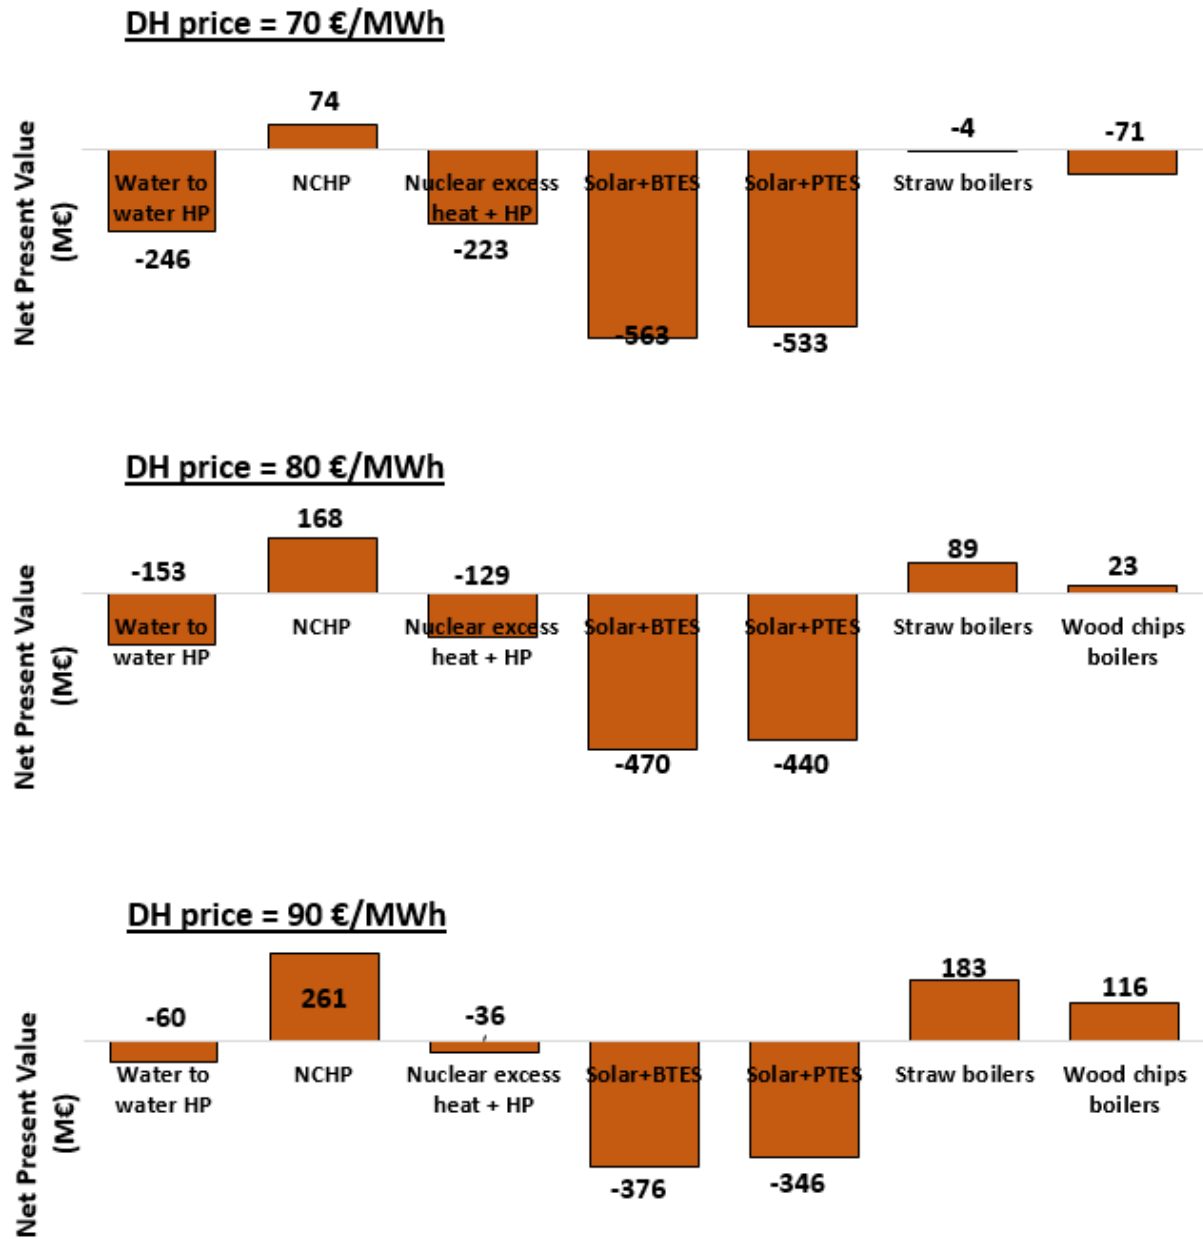 DH price = 70 €/MWh
Net Present Value
(M€)
74
-4
-71
Water to
water HP
NCHP
Nuclear excess
heat + HP
Solar+BTES
Solar+PTES
Straw boilers
-246
-223
-563
-533
DH price = 80 €/MWh
Net Present Value
(M€)
-153
168
-129
89
23
Water to
water HP
NCHP
Nuclear excess
heat + HP
Solar+BTES
Solar+PTES
Straw boilers
Wood chips
boilers
-470
-440
DH price = 90 €/MWh
Net Present Value
(M€)
-60
261
-36
183
116
Water to
water HP
NCHP
Nuclear excess
heat + HP
Solar+BTES
Solar+PTES
Straw boilers
Wood chips
boilers
-376
-346